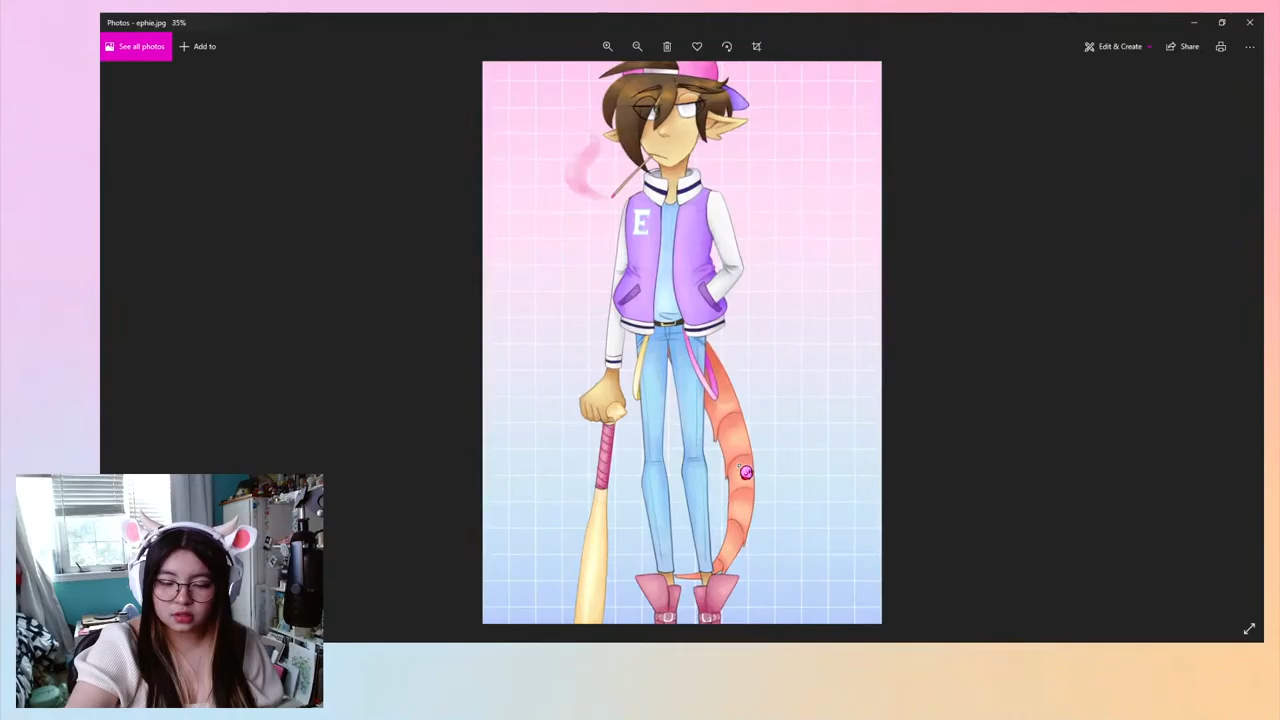 Photos - ephie.jpg 35%
See all photos
Add to
Edit & Create
Share
E